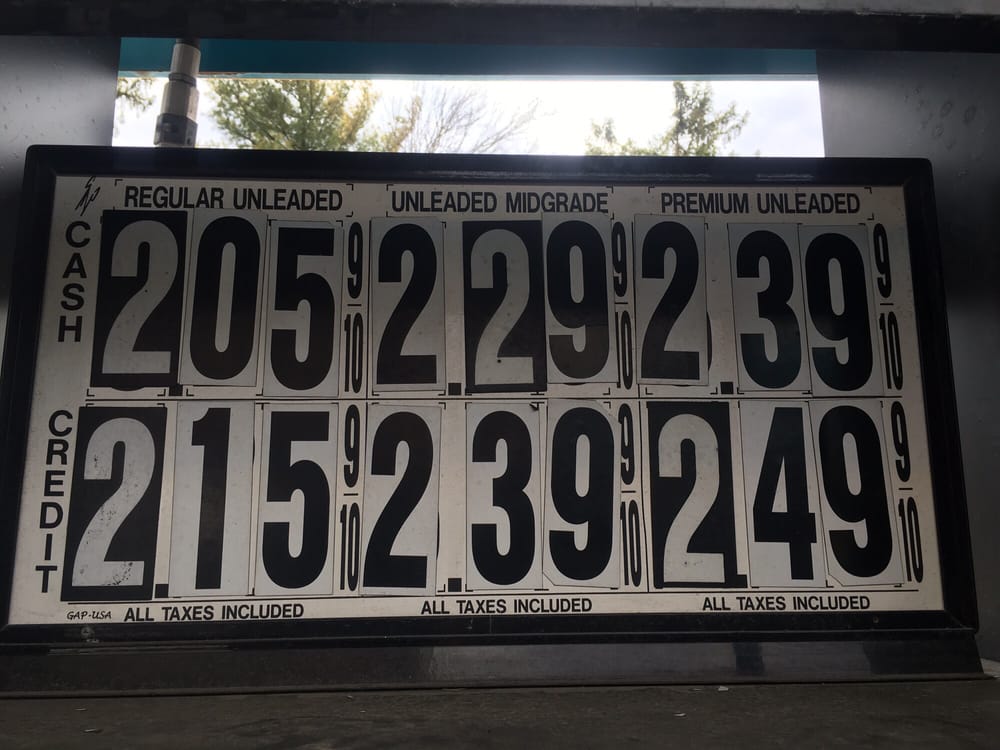 REGULAR UNLEADED UNLEADED MIDGRADE PREMIUM UNLEADED
CASH 2.05 9/10 2.29 9/10 2.39 9/10
CREDIT 2.15 9/10 2.39 9/10 2.49 9/10
GAP-USA ALL TAXES INCLUDED ALL TAXES INCLUDED ALL TAXES INCLUDED